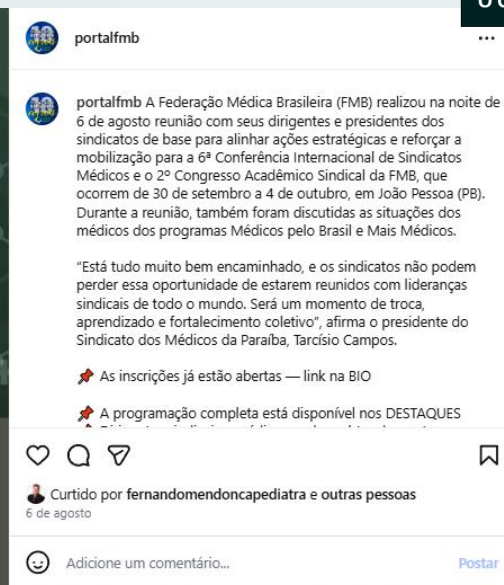 portalfmb
portalfmb A Federação Médica Brasileira (FMB) realizou na noite de
6 de agosto reunião com seus dirigentes e presidentes dos
sindicatos de base para alinhar ações estratégicas e reforçar a
mobilização para a 6ª Conferência Internacional de Sindicatos
Médicos e o 2º Congresso Acadêmico Sindical da FMB, que
ocorrem de 30 de setembro a 4 de outubro, em João Pessoa (PB).
Durante a reunião, também foram discutidas as situações dos
médicos dos programas Médicos pelo Brasil e Mais Médicos.
“Está tudo muito bem encaminhado, e os sindicatos não podem
perder essa oportunidade de estarem reunidos com lideranças
sindicais de todo o mundo. Será um momento de troca,
aprendizado e fortalecimento coletivo”, afirma o presidente do
Sindicato dos Médicos da Paraíba, Tarcísio Campos.
📌 As inscrições já estão abertas — link na BIO
📌 A programação completa está disponível nos DESTAQUES
Curtido por fernandomendoncapediatra e outras pessoas
6 de agosto
Adicione um comentário...
Postar